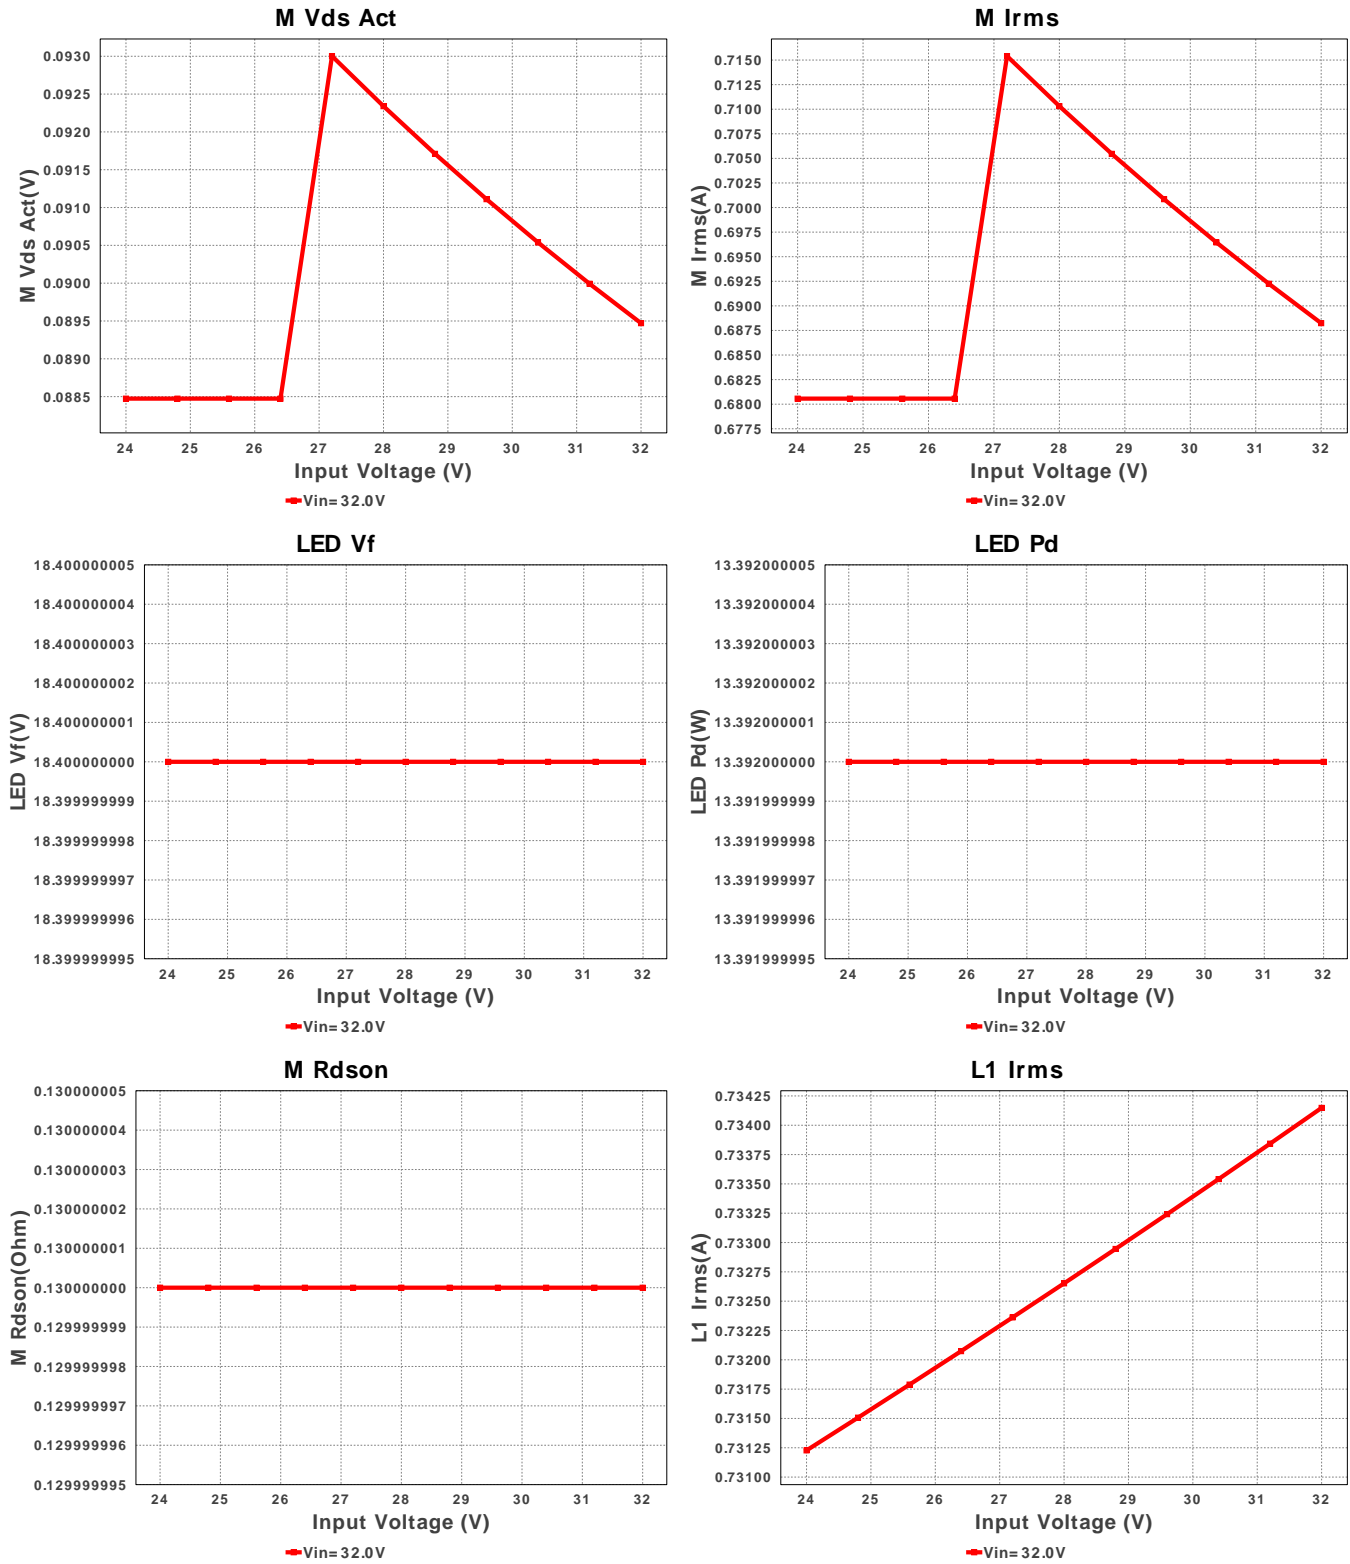 M Vds Act
M Vds Act(V)
0.0930
0.0925
0.0920
0.0915
0.0910
0.0905
0.0900
0.0895
0.0890
0.0885
24 25 26 27 28 29 30 31 32
Input Voltage (V)
Vin=32.0V
M Irms
M Irms(A)
0.7150
0.7125
0.7100
0.7075
0.7050
0.7025
0.7000
0.6975
0.6950
0.6925
0.6900
0.6875
0.6850
0.6825
0.6800
0.6775
24 25 26 27 28 29 30 31 32
Input Voltage (V)
Vin=32.0V
LED Vf
LED Vf(V)
18.400000005
18.400000004
18.400000003
18.400000002
18.400000001
18.400000000
18.399999999
18.399999998
18.399999997
18.399999996
18.399999995
24 25 26 27 28 29 30 31 32
Input Voltage (V)
Vin=32.0V
LED Pd
LED Pd(W)
13.392000005
13.392000004
13.392000003
13.392000002
13.392000001
13.392000000
13.391999999
13.391999998
13.391999997
13.391999996
13.391999995
24 25 26 27 28 29 30 31 32
Input Voltage (V)
Vin=32.0V
M Rdson
M Rdson(Ohm)
0.130000005
0.130000004
0.130000003
0.130000002
0.130000001
0.130000000
0.129999999
0.129999998
0.129999997
0.129999996
0.129999995
24 25 26 27 28 29 30 31 32
Input Voltage (V)
Vin=32.0V
L1 Irms
L1 Irms(A)
0.73425
0.73400
0.73375
0.73350
0.73325
0.73300
0.73275
0.73250
0.73225
0.73200
0.73175
0.73150
0.73125
0.73100
24 25 26 27 28 29 30 31 32
Input Voltage (V)
Vin=32.0V